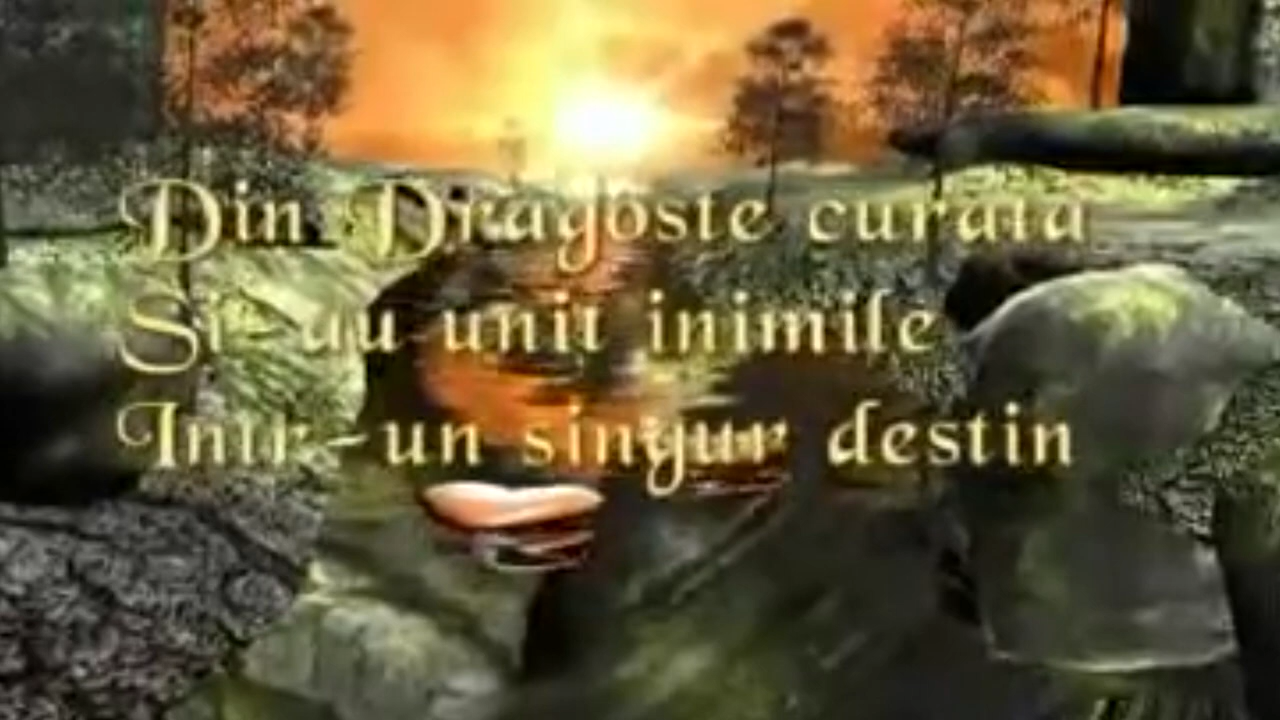 Din Dragoste curata
Si-au unit inimile
Intr-un singur destin